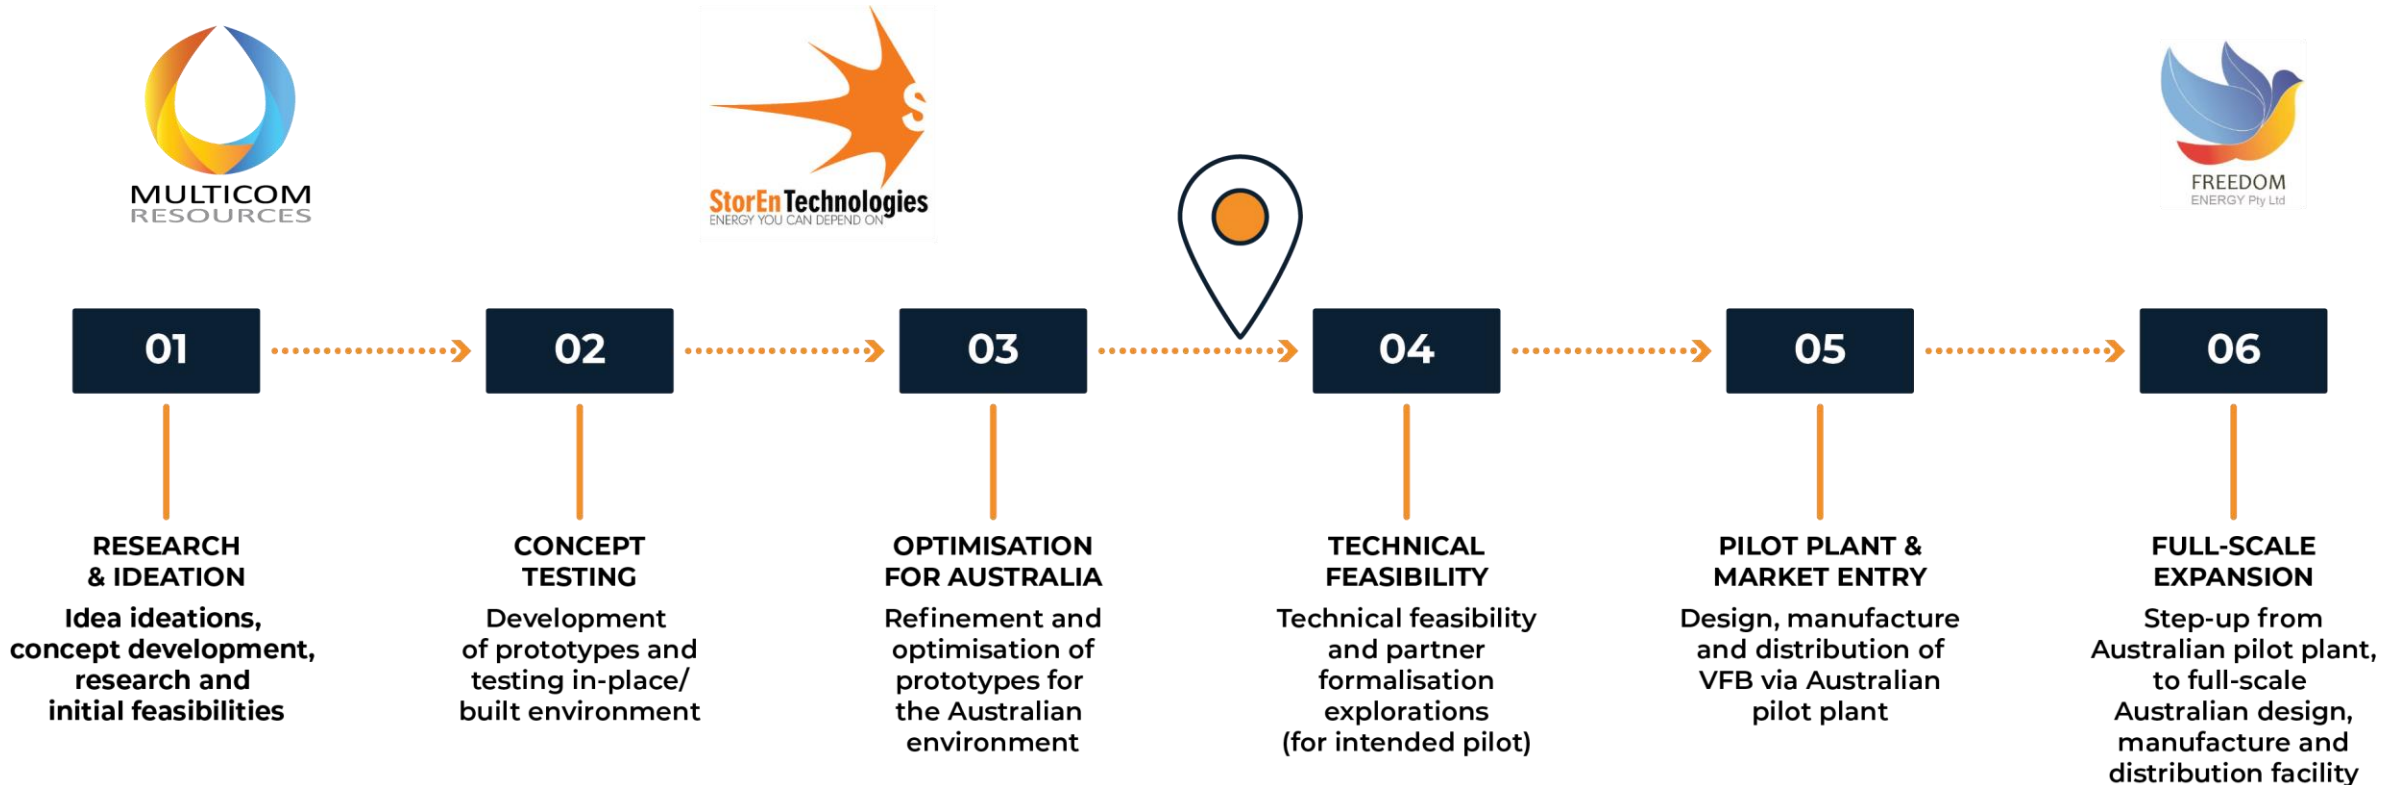 MULTICOM
RESOURCES
S
StorEn Technologies
ENERGY YOU CAN DEPEND ON
FREEDOM
ENERGY Pty Ltd
01
02
03
04
05
06
RESEARCH
& IDEATION
Idea ideations,
concept development,
research and
initial feasibilities
CONCEPT
TESTING
Development
of prototypes and
testing in-place/
built environment
OPTIMISATION
FOR AUSTRALIA
Refinement and
optimisation of
prototypes for
the Australian
environment
TECHNICAL
FEASIBILITY
Technical feasibility
and partner
formalisation
explorations
(for intended pilot)
PILOT PLANT &
MARKET ENTRY
Design, manufacture
and distribution of
VFB via Australian
pilot plant
FULL-SCALE
EXPANSION
Step-up from
Australian pilot plant,
to full-scale
Australian design,
manufacture and
distribution facility